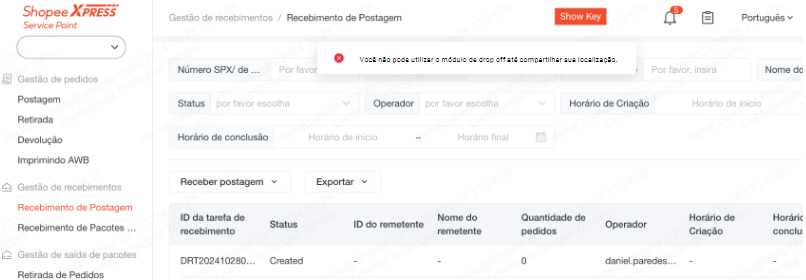 Shopee XPRESS
Service Point
Gestão de recebimentos / Recebimento de Postagem
Show Key
5
Português
Você não pode utilizar o módulo de drop off até compartilhar sua localização.
Número SPX/ de ...
Por favor
Por favor, insira
Nome do
Gestão de pedidos
Postagem
Retirada
Devolução
Imprimindo AWB
Gestão de recebimentos
Recebimento de Postagem
Recebimento de Pacotes ...
Gestão de saída de pacotes
Retirada de Pedidos
Status por favor escolha
Operador por favor escolha
Horário de Criação Horário de início
Horário de conclusão Horário de início – Horário final
Receber postagem
Exportar
ID da tarefa de recebimento
Status
ID do remetente
Nome do remetente
Quantidade de pedidos
Operador
Horário de Criação
Horário conclu
DRT202410280... Created - - 0 daniel.paredes... - -